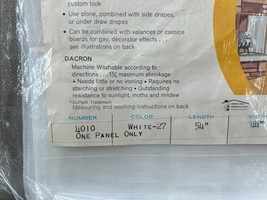 custom look
• Use alone, combined with side drapes,
or under draw drapes
• Can be combined with valances or cornice
boards for gay, decorator effects . . .
see illustrations on back
DACRON
Machine Washable according to
directions . . . 1% maximum shrinkage
• Needs little or no ironing • Requires no
starching or stretching • Outstanding
resistance to sunlight, moths and mildew
*DuPont Trademark
Measuring and washing instructions on back
NUMBER COLOR LENGTH
4010 WHITE-27 54"
ONE PANEL ONLY